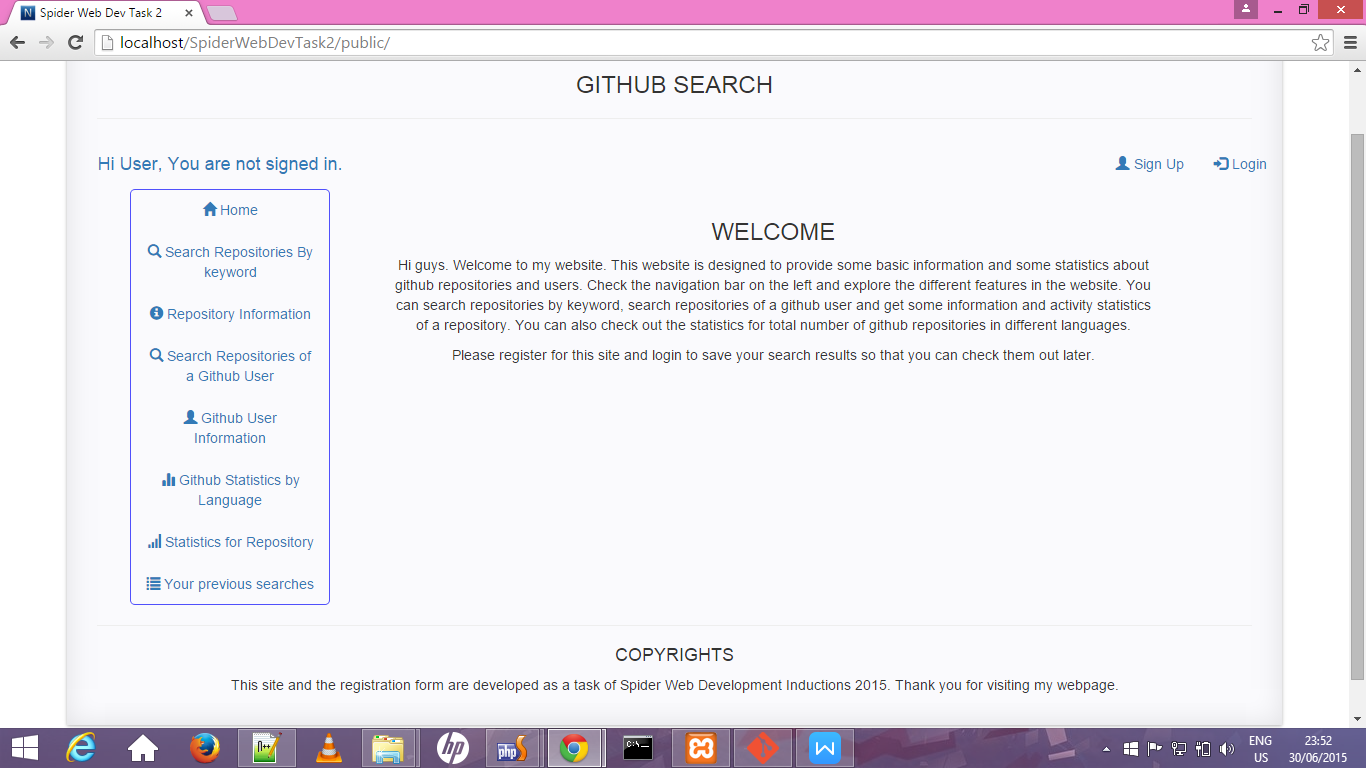 Spider Web Dev Task 2
localhost/SpiderWebDevTask2/public/
GITHUB SEARCH
Hi User, You are not signed in.
Sign Up
Login
Home
Search Repositories By
keyword
Repository Information
Search Repositories of
a Github User
Github User
Information
Github Statistics by
Language
Statistics for Repository
Your previous searches
WELCOME
Hi guys. Welcome to my website. This website is designed to provide some basic information and some statistics about
github repositories and users. Check the navigation bar on the left and explore the different features in the website. You
can search repositories by keyword, search repositories of a github user and get some information and activity statistics
of a repository. You can also check out the statistics for total number of github repositories in different languages.
Please register for this site and login to save your search results so that you can check them out later.
COPYRIGHTS
This site and the registration form are developed as a task of Spider Web Development Inductions 2015. Thank you for visiting my webpage.
hp
php
C:\_
W
ENG
US
23:52
30/06/2015